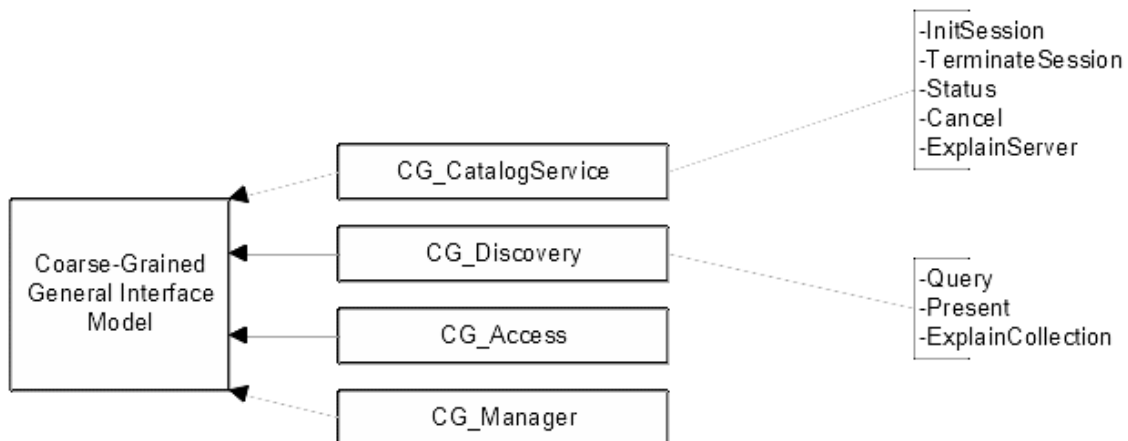 -InitSession
-TerminateSession
-Status
-Cancel
-ExplainServer
CG_CatalogService
CG_Discovery
CG_Access
CG_Manager
Coarse-Grained
General Interface
Model
-Query
-Present
-ExplainCollection